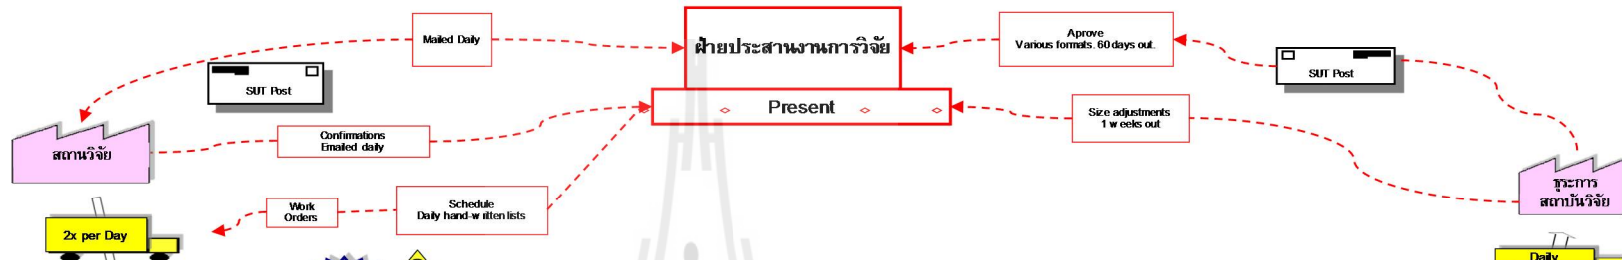 Mailed Daily
ฝ่ายประสานงานการวิจัย
Aprove
Various formats. 60 days out.
SUT Post
SUT Post
Present
Size adjustments
1 weeks out
Confirmations
Emailed daily
สถานวิจัย
ธุระการ
สถาบันวิจัย
Schedule
Daily hand-written lists
Work
Orders
2x per Day
Daily